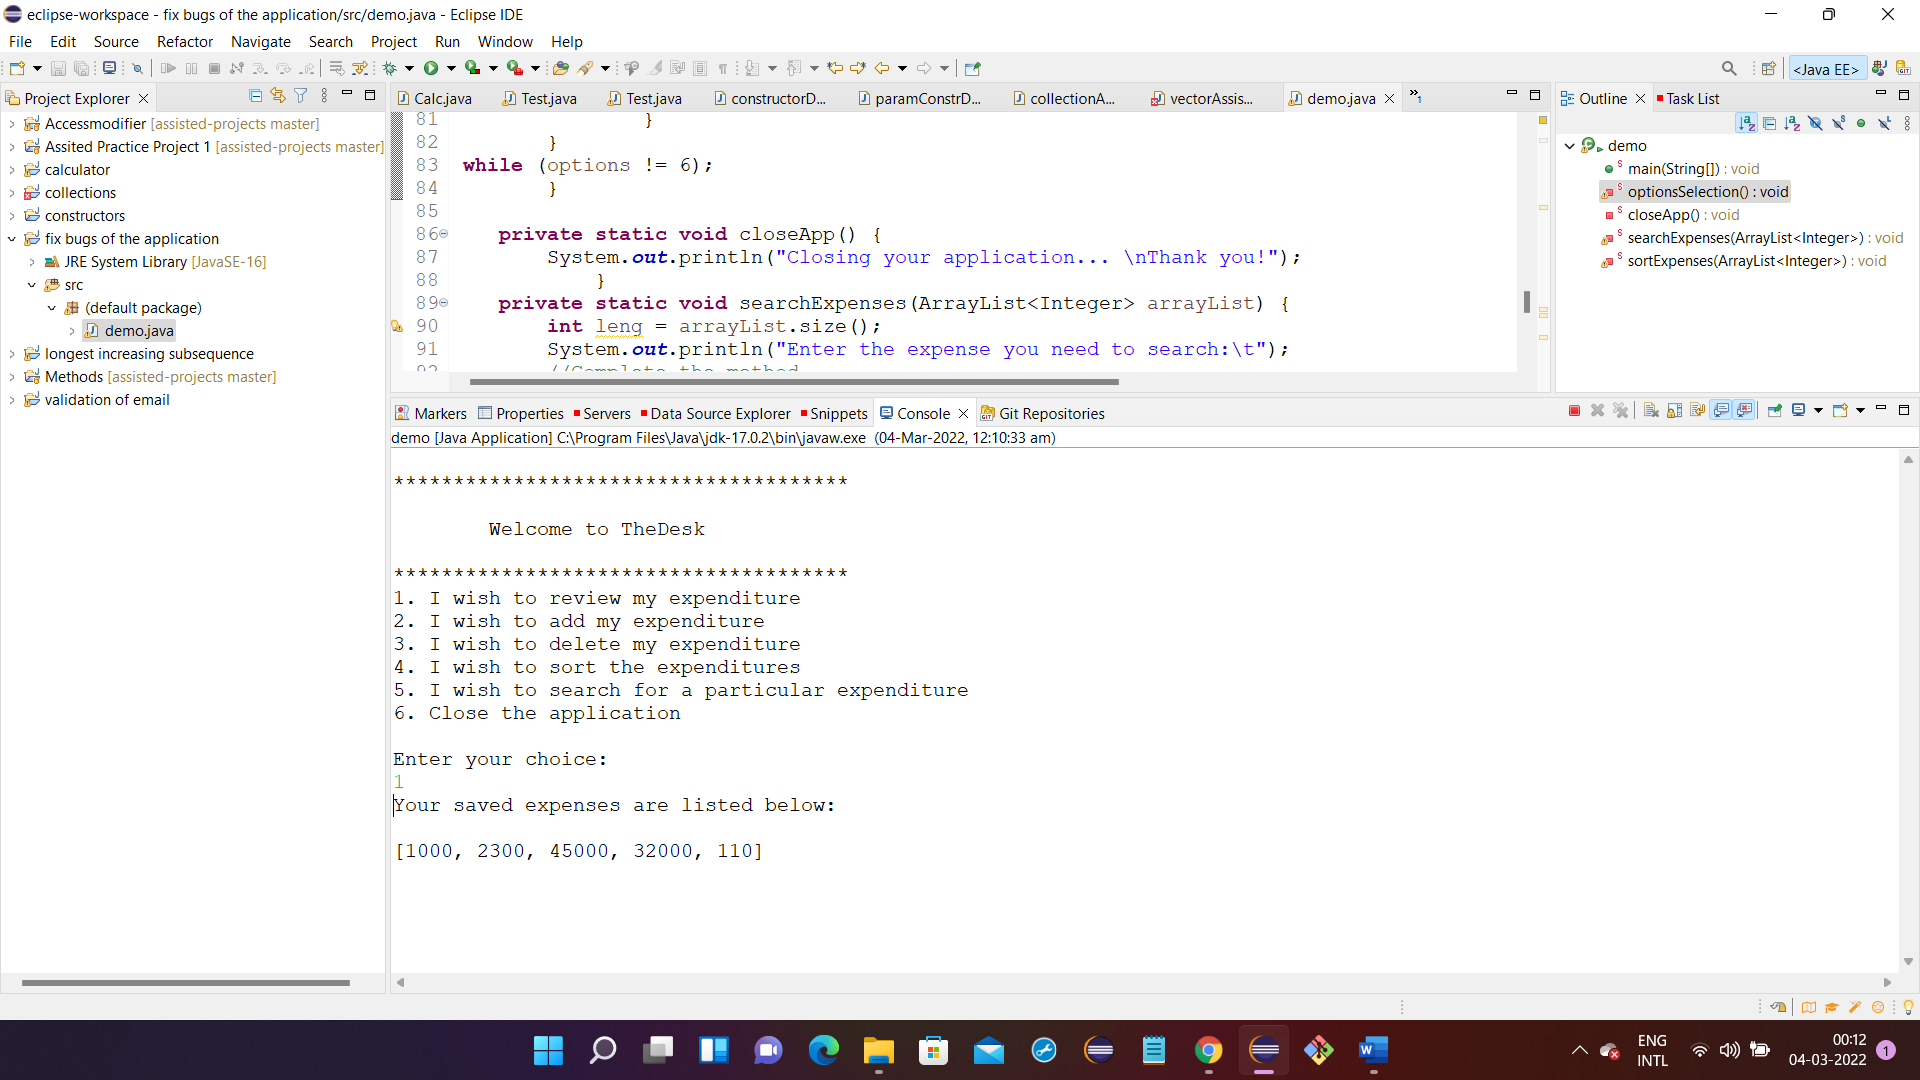 eclipse-workspace - fix bugs of the application/src/demo.java - Eclipse IDE
File Edit Source Refactor Navigate Search Project Run Window Help
<Java EE>
Project Explorer
Accessmodifier [assisted-projects master]
Assited Practice Project 1 [assisted-projects master]
calculator
collections
constructors
fix bugs of the application
JRE System Library [JavaSE-16]
src
(default package)
demo.java
longest increasing subsequence
Methods [assisted-projects master]
validation of email
Calc.java Test.java Test.java constructorD... paramConstrD... collectionA... vectorAssis... demo.java »1
81 }
82 }
83 while (options != 6);
84 }
85
86 private static void closeApp() {
87 System.out.println("Closing your application... \nThank you!");
88 }
89 private static void searchExpenses(ArrayList<Integer> arrayList) {
90 int leng = arrayList.size();
91 System.out.println("Enter the expense you need to search:\t");
92 //Complete the method
Outline Task List
demo
main(String[]) : void
optionsSelection() : void
closeApp() : void
searchExpenses(ArrayList<Integer>) : void
sortExpenses(ArrayList<Integer>) : void
Markers Properties Servers Data Source Explorer Snippets Console Git Repositories
demo [Java Application] C:\Program Files\Java\jdk-17.0.2\bin\javaw.exe (04-Mar-2022, 12:10:33 am)
**************************************
Welcome to TheDesk
**************************************
1. I wish to review my expenditure
2. I wish to add my expenditure
3. I wish to delete my expenditure
4. I wish to sort the expenditures
5. I wish to search for a particular expenditure
6. Close the application
Enter your choice:
1
Your saved expenses are listed below:
[1000, 2300, 45000, 32000, 110]
ENG
INTL
00:12
04-03-2022
1